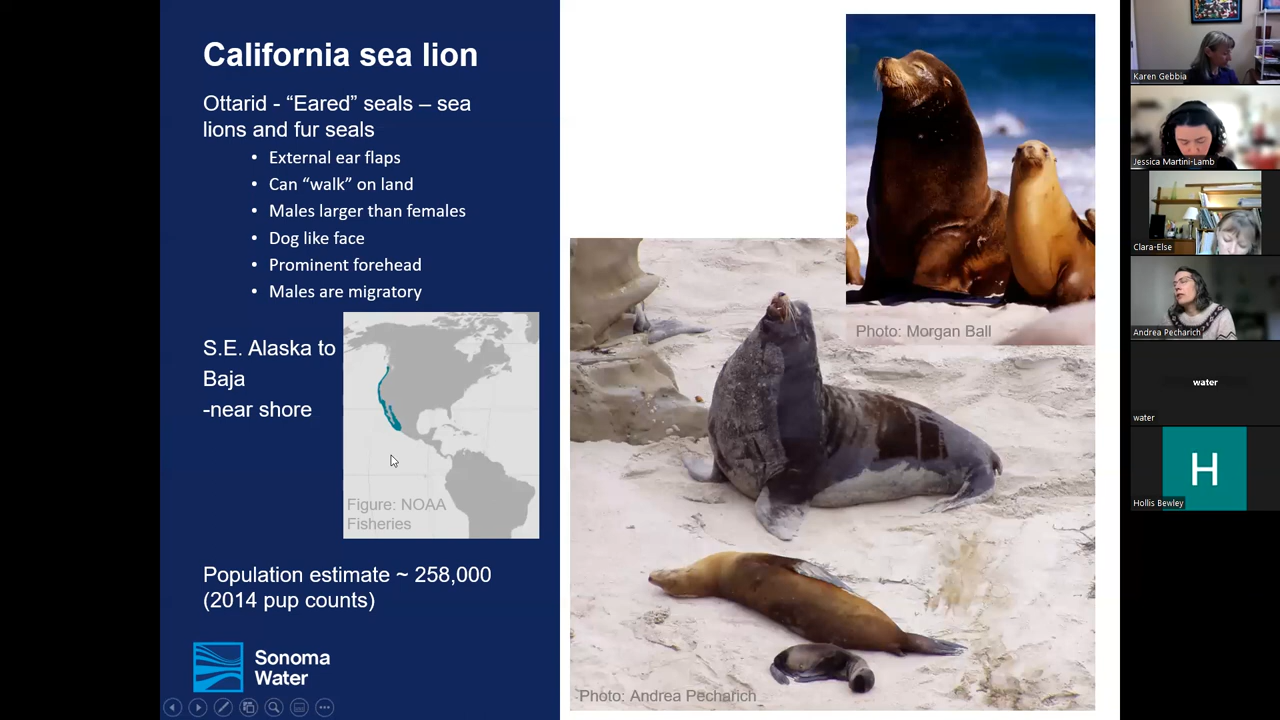 California sea lion
Ottarid - “Eared” seals – sea
lions and fur seals
• External ear flaps
• Can “walk” on land
• Males larger than females
• Dog like face
• Prominent forehead
• Males are migratory
S.E. Alaska to
Baja
-near shore
Figure: NOAA
Fisheries
Population estimate ~ 258,000
(2014 pup counts)
Sonoma
Water
Photo: Morgan Ball
Photo: Andrea Pecharich
Karen Gebbia
Jessica Martini-Lamb
Clara-Else
Andrea Pecharich
water
water
H
Hollis Bewley